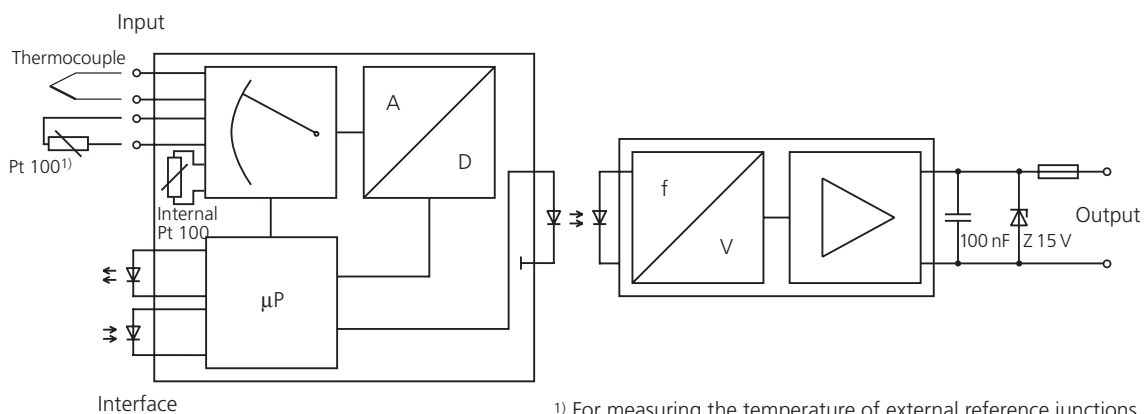 Input
Thermocouple
A
D
Pt 100¹⁾
Internal
Pt 100
f
V
100 nF
Z 15 V
Output
µP
Interface
¹⁾ For measuring the temperature of external reference junctions